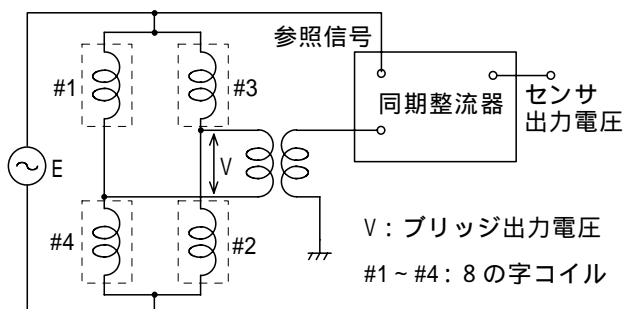 参照信号
#1
#3
同期整流器
センサ
出力電圧
E
V
#4
#2
V：ブリッジ出力電圧
#1～#4：8の字コイル